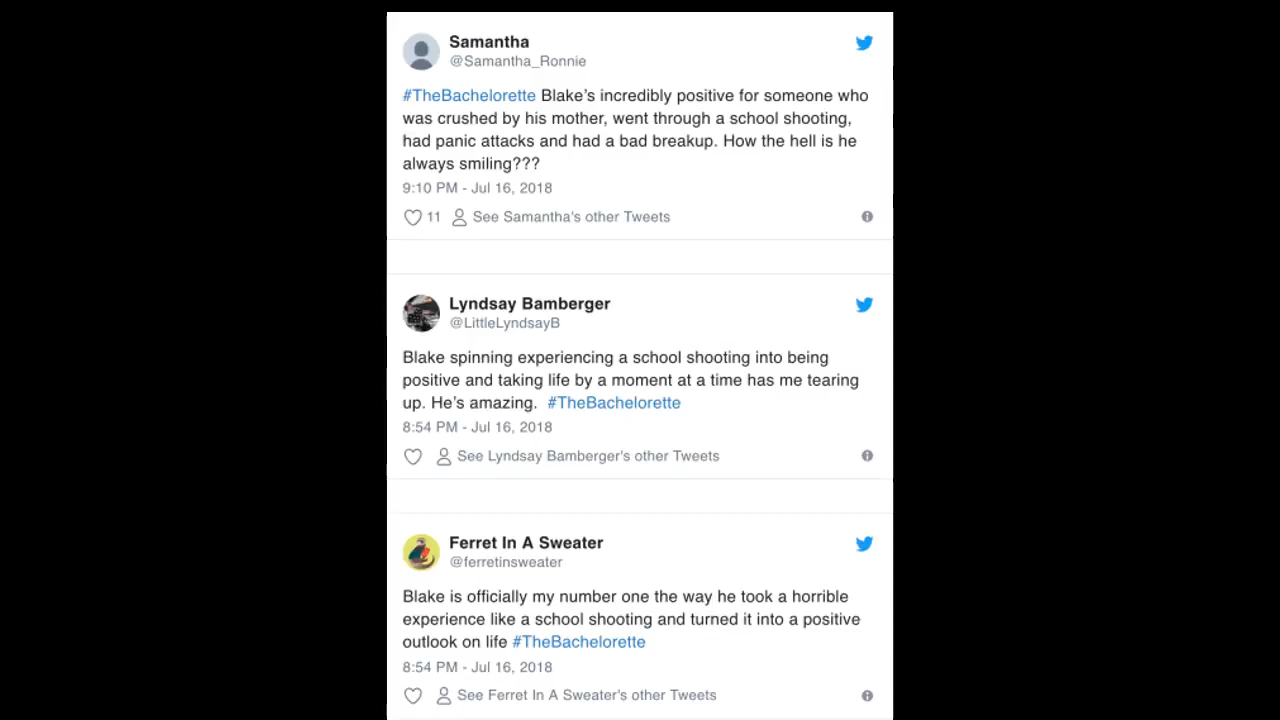 Samantha
@Samantha_Ronnie
#TheBachelorette Blake’s incredibly positive for someone who
was crushed by his mother, went through a school shooting,
had panic attacks and had a bad breakup. How the hell is he
always smiling???
9:10 PM - Jul 16, 2018
11 See Samantha's other Tweets
Lyndsay Bamberger
@LittleLyndsayB
Blake spinning experiencing a school shooting into being
positive and taking life by a moment at a time has me tearing
up. He’s amazing. #TheBachelorette
8:54 PM - Jul 16, 2018
See Lyndsay Bamberger's other Tweets
Ferret In A Sweater
@ferretinsweater
Blake is officially my number one the way he took a horrible
experience like a school shooting and turned it into a positive
outlook on life #TheBachelorette
8:54 PM - Jul 16, 2018
See Ferret In A Sweater's other Tweets